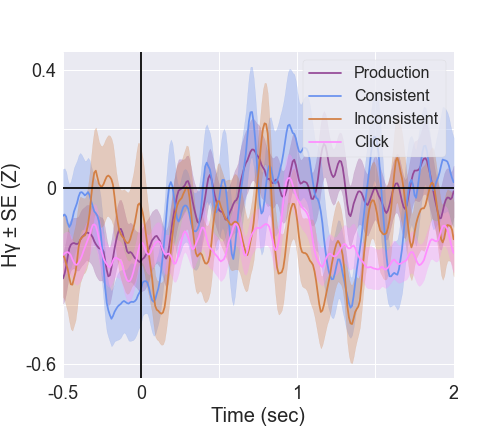 Production
Consistent
Inconsistent
Click
0.4
0
-0.6
Hγ ± SE (Z)
-0.5
0
1
2
Time (sec)